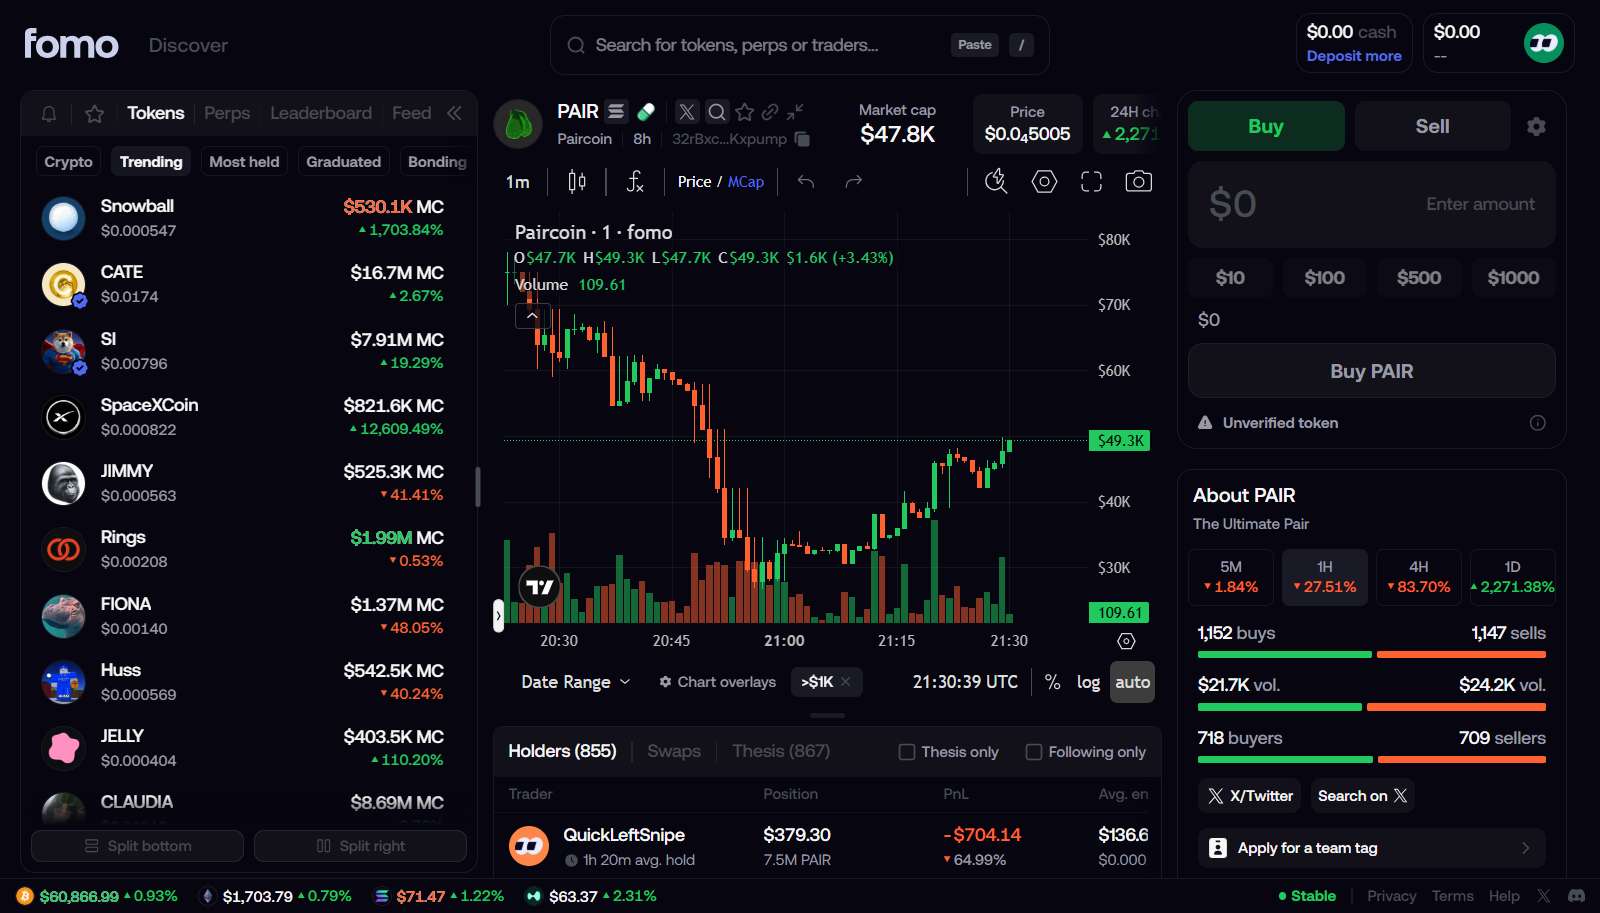 fomo
Discover
Search for tokens, perps or traders...
Paste
/
$0.00 cash
Deposit more
$0.00
--
Tokens
Perps
Leaderboard
Feed
Crypto
Trending
Most held
Graduated
Bonding
Snowball
$530.1K MC
$0.000547
1,703.84%
CATE
$16.7M MC
$0.0174
2.67%
SI
$7.91M MC
$0.00796
19.29%
SpaceXCoin
$821.6K MC
$0.000822
12,609.49%
JIMMY
$525.3K MC
$0.000563
41.41%
Rings
$1.99M MC
$0.00208
0.53%
FIONA
$1.37M MC
$0.00140
48.05%
Huss
$542.5K MC
$0.000569
40.24%
JELLY
$403.5K MC
$0.000404
110.20%
CLAUDIA
$8.69M MC
Split bottom
Split right
PAIR
Paircoin
8h
32rBxc...Kxpump
Market cap
$47.8K
Price
$0.0₄5005
24H ch
2,271
1m
Price / MCap
Paircoin · 1 · fomo
O$47.7K H$49.3K L$47.7K C$49.3K $1.6K (+3.43%)
Volume 109.61
$80K
$70K
$60K
$49.3K
$40K
$30K
109.61
20:30
20:45
21:00
21:15
21:30
Date Range
Chart overlays
>$1K
21:30:39 UTC
%
log
auto
Holders (855)
Swaps
Thesis (867)
Thesis only
Following only
Trader
Position
PnL
Avg. en
QuickLeftSnipe
$379.30
-$704.14
$136.6
1h 20m avg. hold
7.5M PAIR
64.99%
$0.000
Buy
Sell
$0
Enter amount
$10
$100
$500
$1000
$0
Buy PAIR
Unverified token
About PAIR
The Ultimate Pair
5M
1.84%
1H
27.51%
4H
83.70%
1D
2,271.38%
1,152 buys
1,147 sells
$21.7K vol.
$24.2K vol.
718 buyers
709 sellers
X/Twitter
Search on X
Apply for a team tag
$60,866.99 0.93%
$1,703.79 0.79%
$71.47 1.22%
$63.37 2.31%
Stable
Privacy
Terms
Help